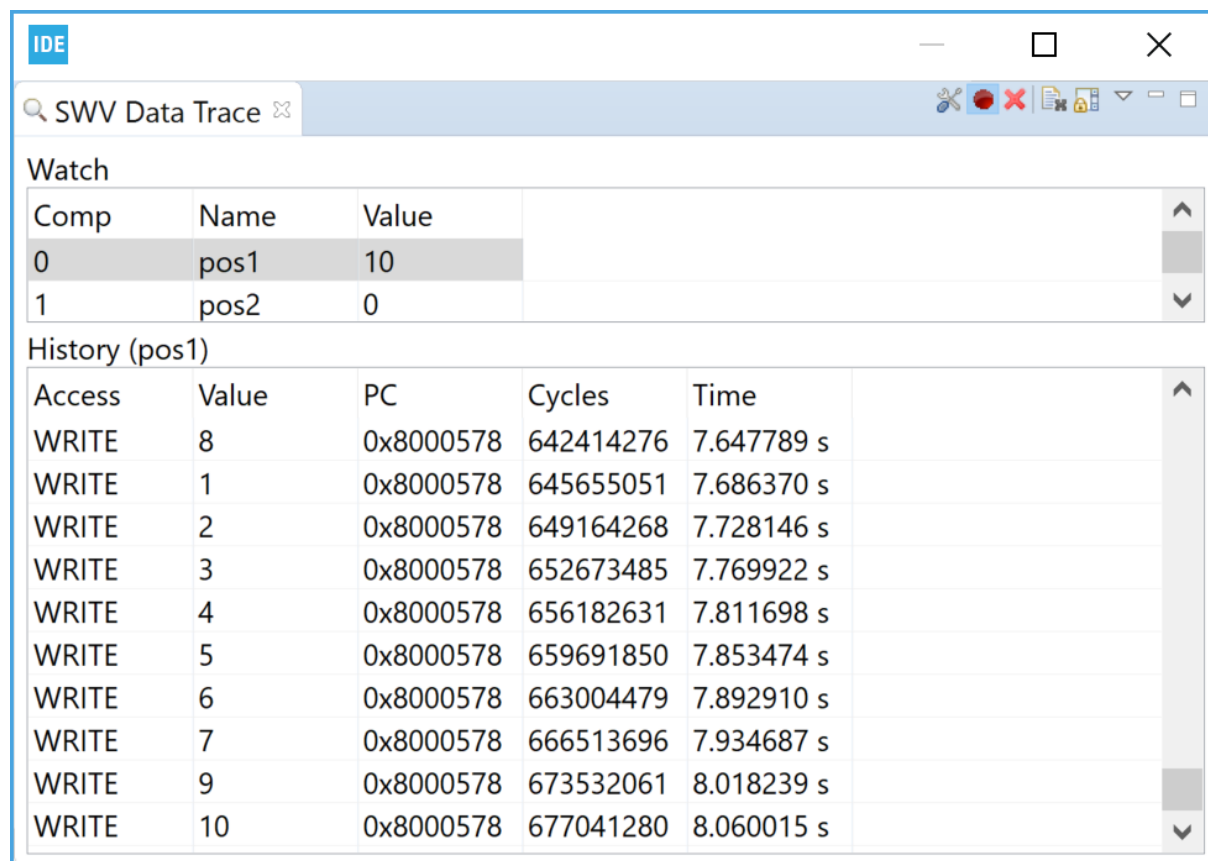 IDE
SWV Data Trace
Watch
Comp Name Value
0 pos1 10
1 pos2 0
History (pos1)
Access Value PC Cycles Time
WRITE 8 0x8000578 642414276 7.647789 s
WRITE 1 0x8000578 645655051 7.686370 s
WRITE 2 0x8000578 649164268 7.728146 s
WRITE 3 0x8000578 652673485 7.769922 s
WRITE 4 0x8000578 656182631 7.811698 s
WRITE 5 0x8000578 659691850 7.853474 s
WRITE 6 0x8000578 663004479 7.892910 s
WRITE 7 0x8000578 666513696 7.934687 s
WRITE 9 0x8000578 673532061 8.018239 s
WRITE 10 0x8000578 677041280 8.060015 s